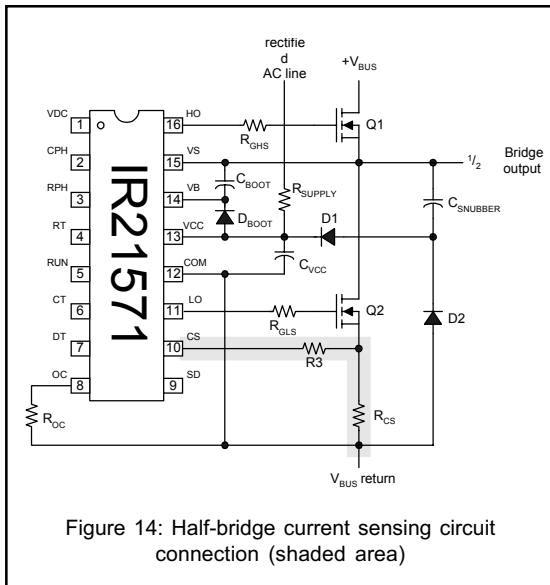 rectifie
d
AC line
+VBUS
VDC 1
16 HO
CPH 2
15 VS
RPH 3
14 VB
RT 4
13 VCC
RUN 5
12 COM
CT 6
11 LO
DT 7
10 CS
OC 8
9 SD
IR21571
RGHS
Q1
1/2 Bridge
output
CBOOT
RSUPPLY
CSNUBBER
DBOOT
D1
CVCC
RGLS
Q2
D2
R3
ROC
RCS
VBUS return
Figure 14: Half-bridge current sensing circuit
connection (shaded area)